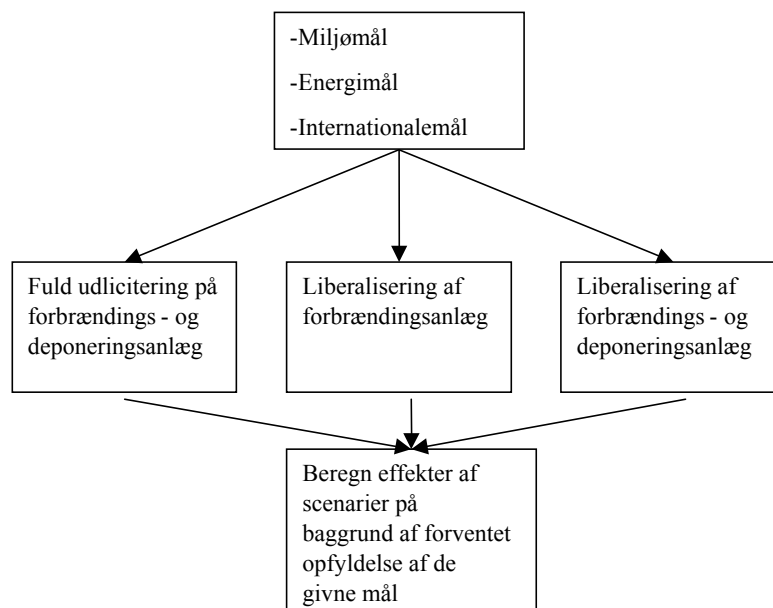 -Miljømål
-Energimål
-Internationalemål
Fuld udlicitering på
forbrændings - og
deponeringsanlæg
Liberalisering af
forbrændingsanlæg
Liberalisering af
forbrændings - og
deponeringsanlæg
Beregn effekter af
scenarier på
baggrund af forventet
opfyldelse af de
givne mål